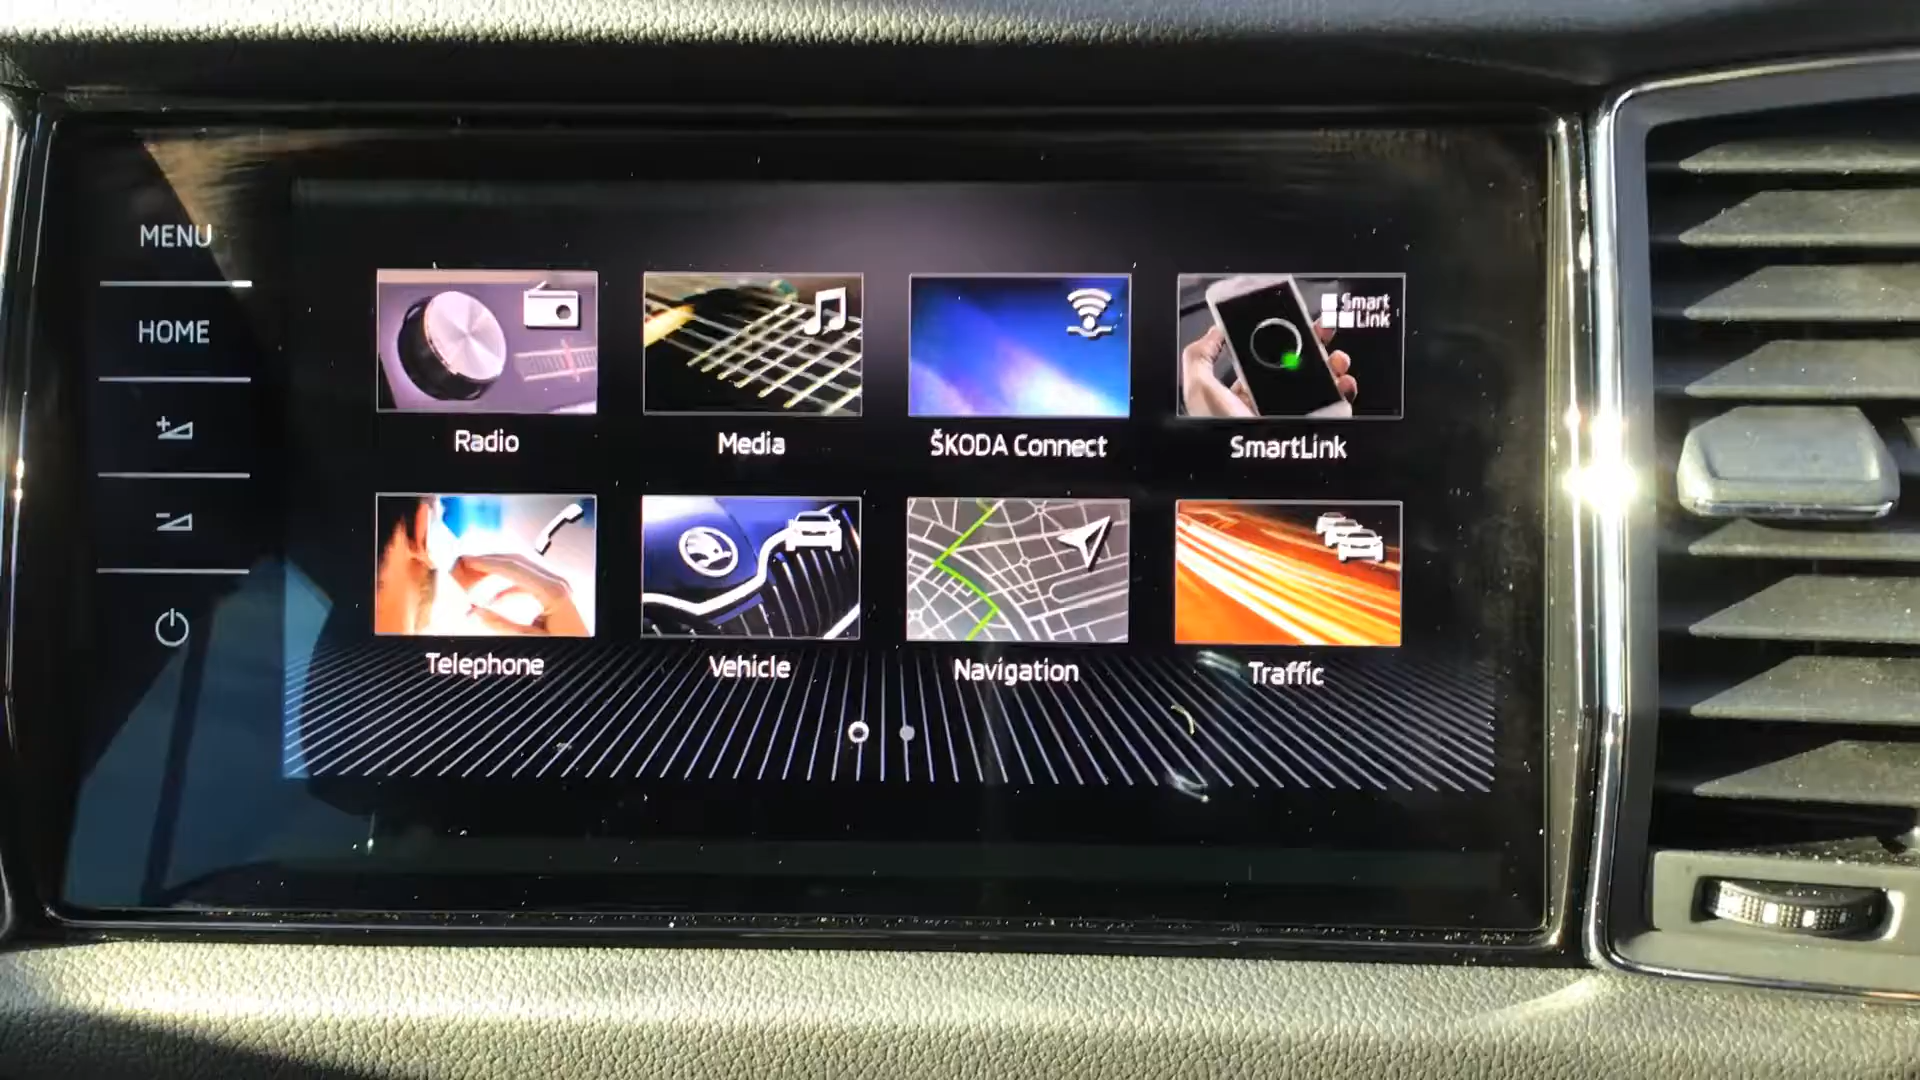 MENU
HOME
Smart
Link
Radio
Media
ŠKODA Connect
SmartLink
Telephone
Vehicle
Navigation
Traffic